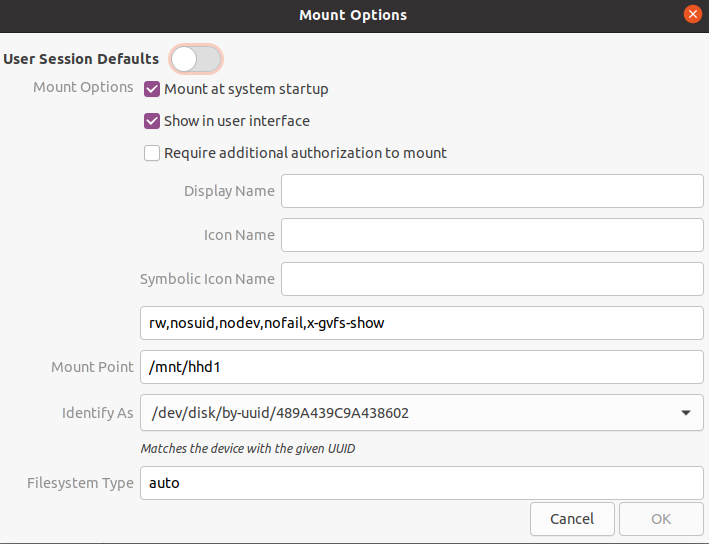 Mount Options
User Session Defaults
Mount Options
Mount at system startup
Show in user interface
Require additional authorization to mount
Display Name
Icon Name
Symbolic Icon Name
rw,nosuid,nodev,nofail,x-gvfs-show
Mount Point /mnt/hhd1
Identify As /dev/disk/by-uuid/489A439C9A438602
Matches the device with the given UUID
Filesystem Type auto
Cancel OK